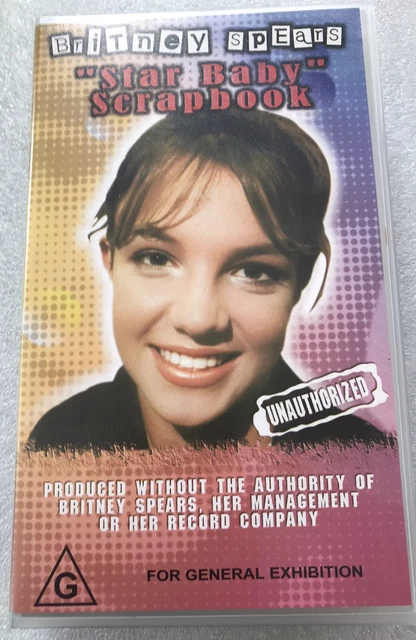 Britney Spears
"Star Baby"
Scrapbook
UNAUTHORIZED
PRODUCED WITHOUT THE AUTHORITY OF
BRITNEY SPEARS, HER MANAGEMENT
OR HER RECORD COMPANY
G
FOR GENERAL EXHIBITION